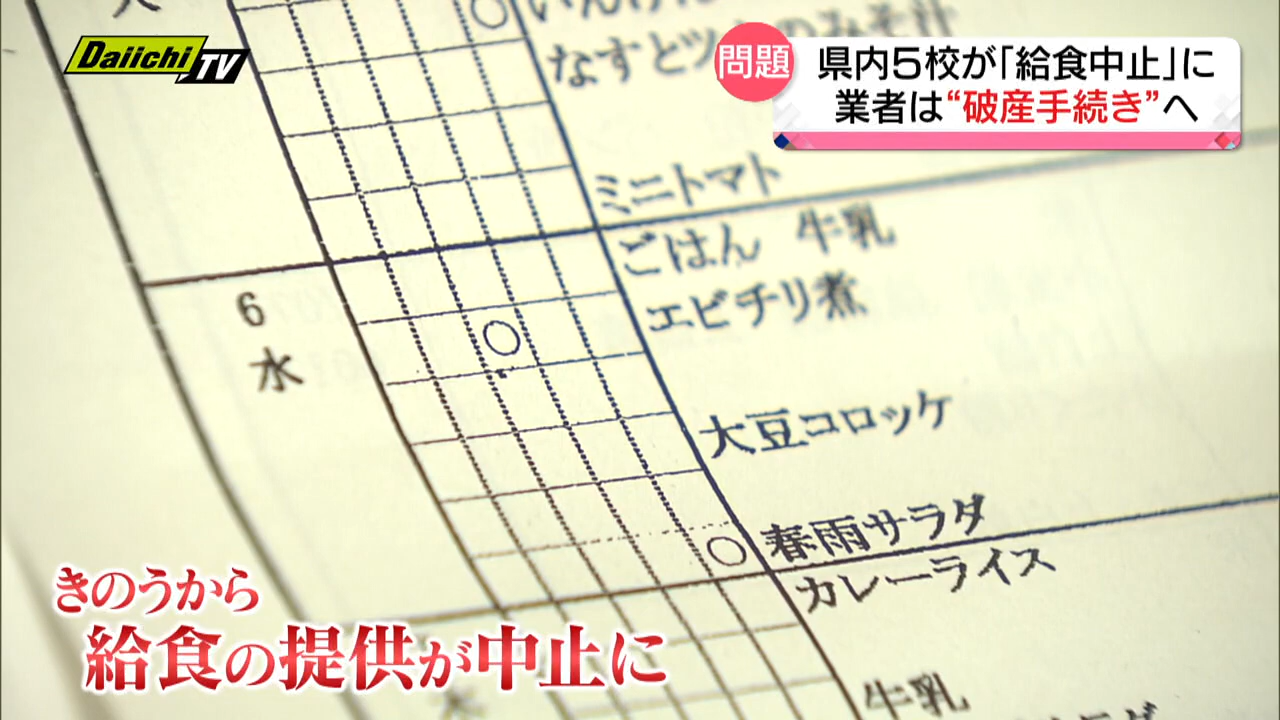 Daiichi TV
問題
県内5校が「給食中止」に
業者は“破産手続き”へ
なすとツ のみそ汁
ミニトマト
ごはん 牛乳
エビチリ煮
6
水
大豆コロッケ
春雨サラダ
カレーライス
牛乳
きのうから
給食の提供が中止に